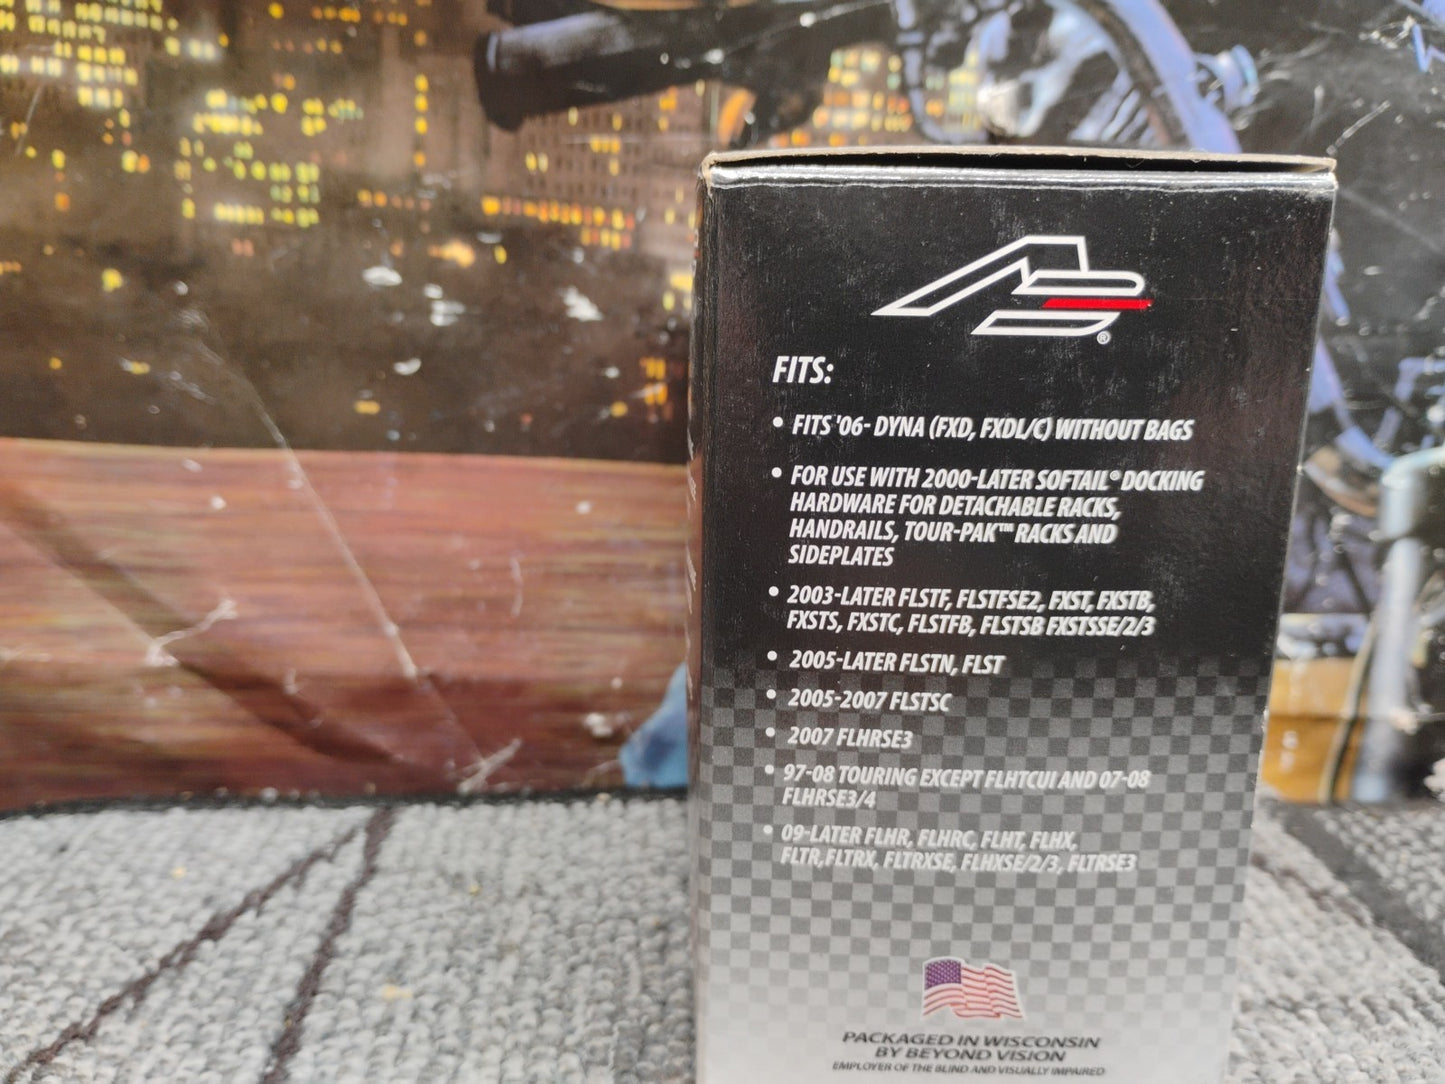 ®
FITS:
• FITS '06- DYNA (FXD, FXDL/C) WITHOUT BAGS
• FOR USE WITH 2000-LATER SOFTAIL® DOCKING
HARDWARE FOR DETACHABLE RACKS,
HANDRAILS, TOUR-PAK™ RACKS AND
SIDEPLATES
• 2003-LATER FLSTF, FLSTFSE2, FXST, FXSTB,
FXSTS, FXSTC, FLSTFB, FLSTSB FXSTSSE/2/3
• 2005-LATER FLSTN, FLST
• 2005-2007 FLSTSC
• 2007 FLHRSE3
• 97-08 TOURING EXCEPT FLHTCUI AND 07-08
FLHRSE3/4
• 09-LATER FLHR, FLHRC, FLHT, FLHX,
FLTR,FLTRX, FLTRXSE, FLHXSE/2/3, FLTRSE3
PACKAGED IN WISCONSIN
BY BEYOND VISION
EMPLOYER OF THE BLIND AND VISUALLY IMPAIRED